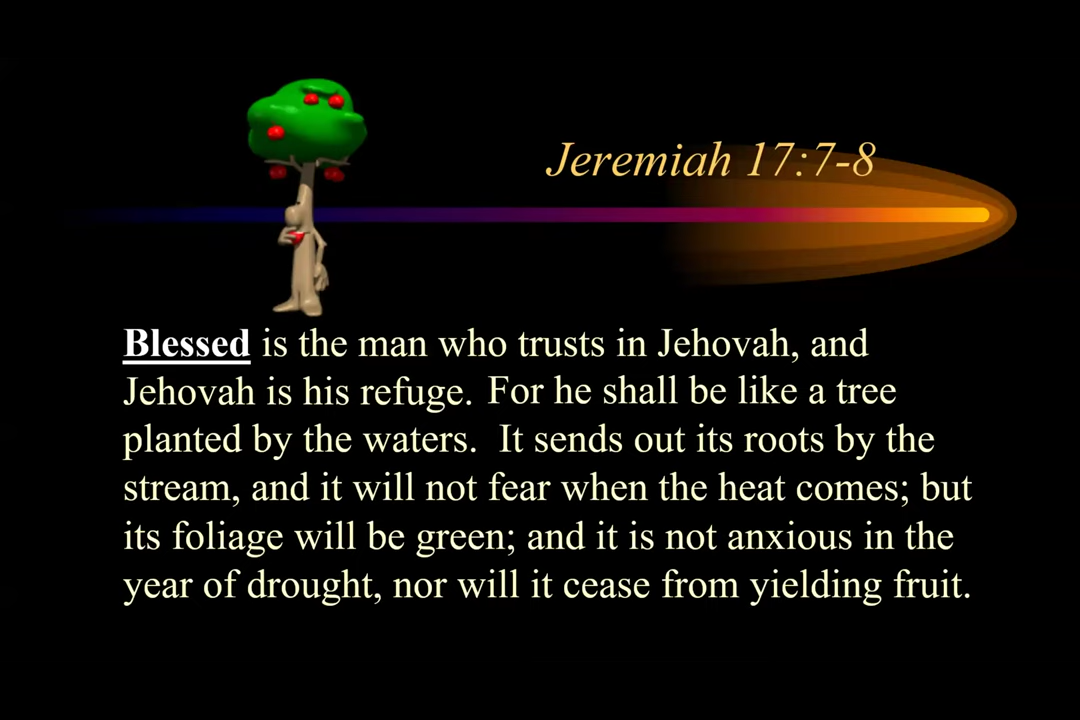 Jeremiah 17:7-8
Blessed is the man who trusts in Jehovah, and
Jehovah is his refuge. For he shall be like a tree
planted by the waters. It sends out its roots by the
stream, and it will not fear when the heat comes; but
its foliage will be green; and it is not anxious in the
year of drought, nor will it cease from yielding fruit.